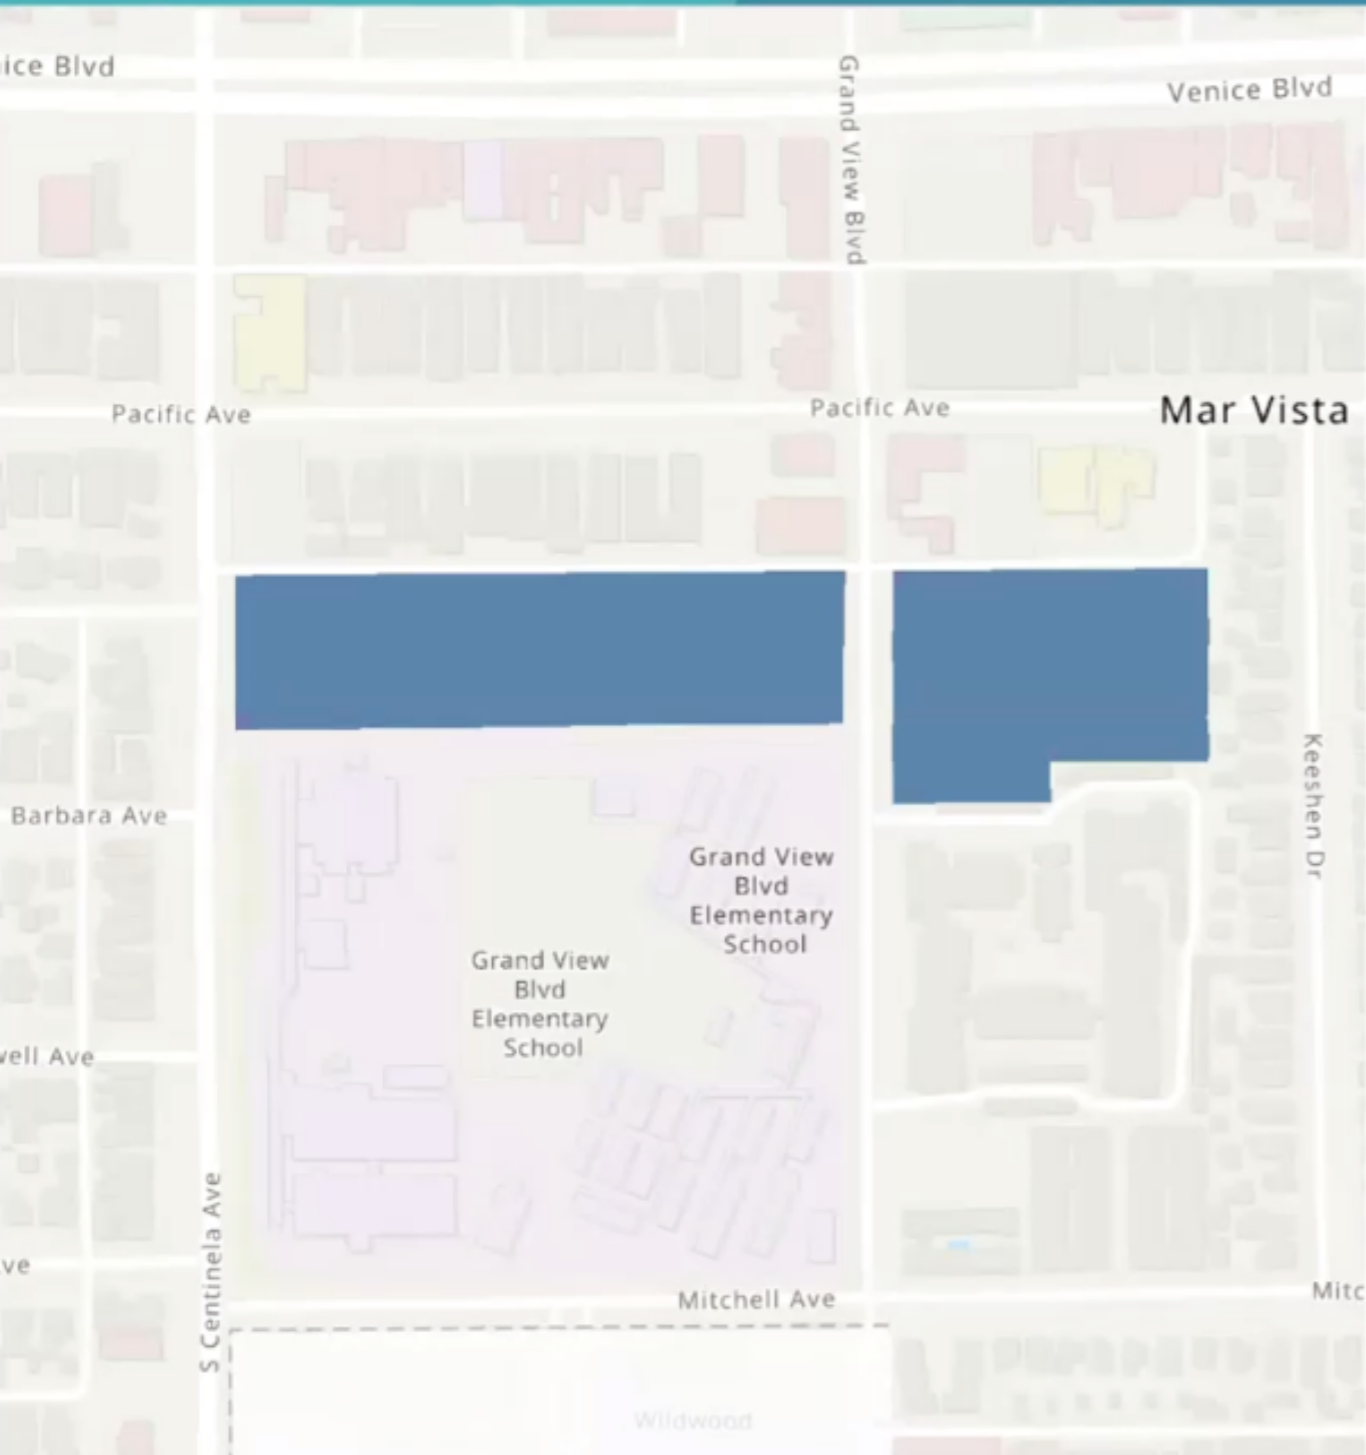 ice Blvd
Grand View Blvd
Venice Blvd
Pacific Ave
Pacific Ave
Mar Vista
Keeshen Dr
Barbara Ave
Grand View
Blvd
Elementary
School
Grand View
Blvd
Elementary
School
well Ave
S Centinela Ave
ve
Mitchell Ave
Mitc
Wildwood